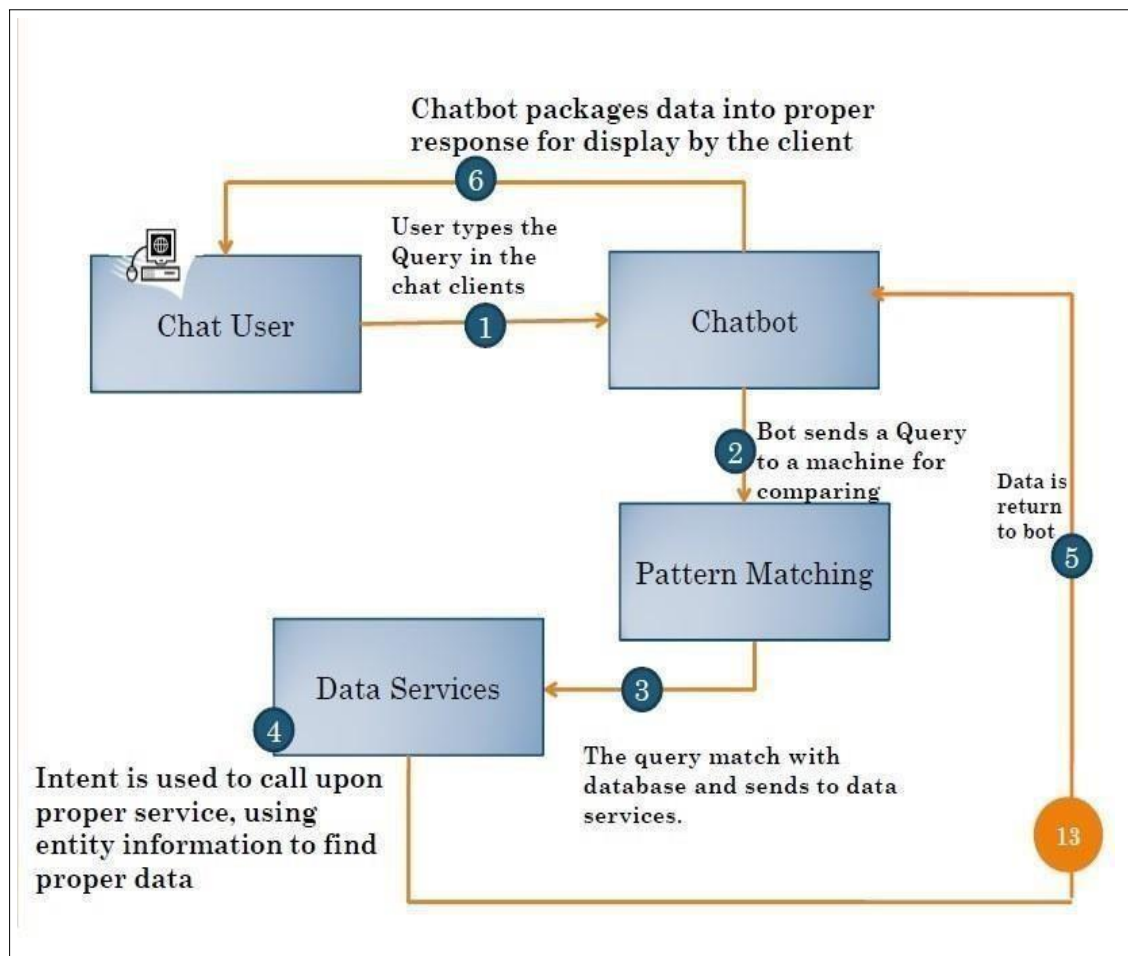 Chatbot packages data into proper
response for display by the client
6
User types the
Query in the
chat clients
1
Chat User
Chatbot
2
Bot sends a Query
to a machine for
comparing
Data is
return
to bot
5
Pattern Matching
Data Services
3
4
The query match with
database and sends to data
services.
Intent is used to call upon
proper service, using
entity information to find
proper data
13